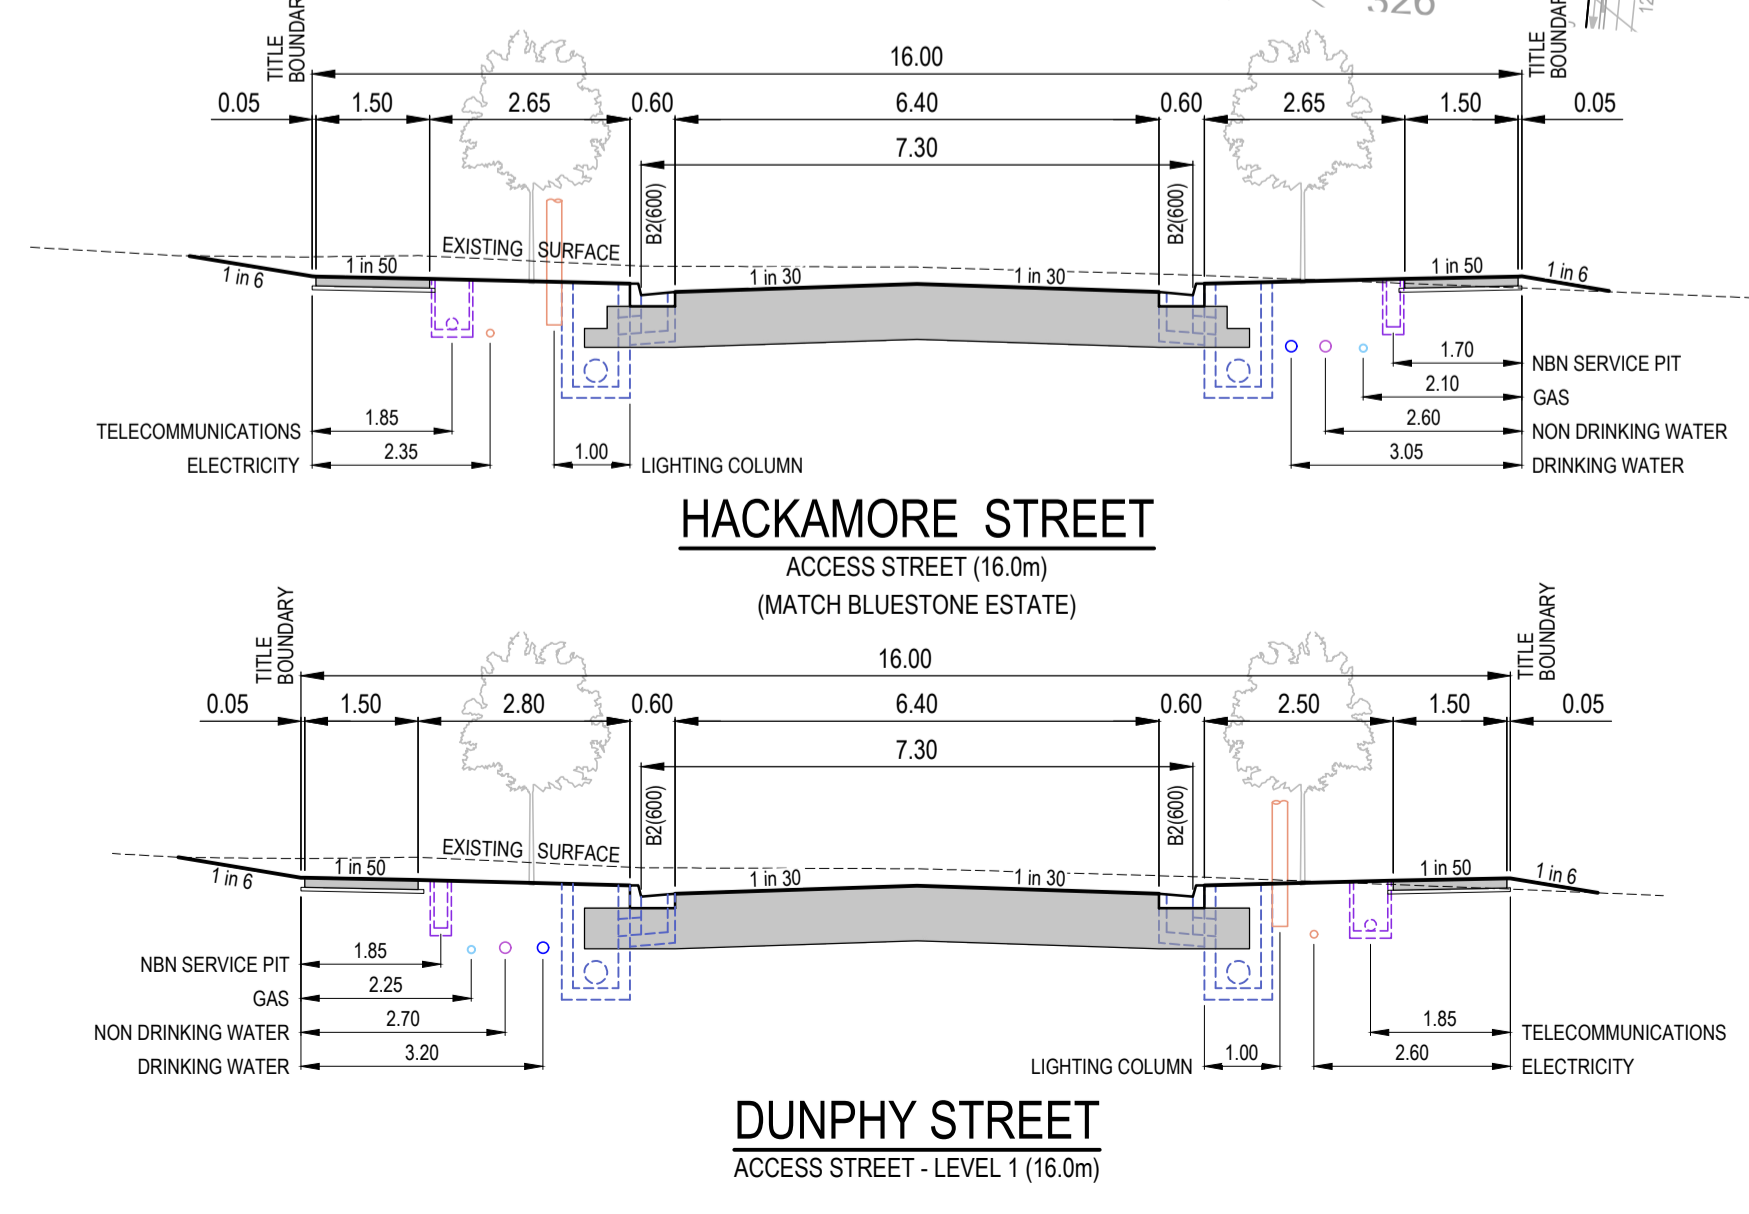 326
TITLE
BOUNDARY
TITLE
BOUNDARY
16.00
0.05 1.50 2.65 0.60 6.40 0.60 2.65 1.50 0.05
7.30
B2(600)
B2(600)
EXISTING SURFACE
1 in 6
1 in 50
1 in 30
1 in 30
1 in 50
1 in 6
1.70 NBN SERVICE PIT
2.10 GAS
TELECOMMUNICATIONS 1.85
2.60 NON DRINKING WATER
ELECTRICITY 2.35
1.00 LIGHTING COLUMN
3.05 DRINKING WATER
HACKAMORE STREET
ACCESS STREET (16.0m)
(MATCH BLUESTONE ESTATE)
TITLE
BOUNDARY
TITLE
BOUNDARY
16.00
0.05 1.50 2.80 0.60 6.40 0.60 2.50 1.50 0.05
7.30
B2(600)
B2(600)
EXISTING SURFACE
1 in 6
1 in 50
1 in 30
1 in 30
1 in 50
1 in 6
NBN SERVICE PIT 1.85
GAS 2.25
NON DRINKING WATER 2.70
1.85 TELECOMMUNICATIONS
DRINKING WATER 3.20
LIGHTING COLUMN 1.00
2.60 ELECTRICITY
DUNPHY STREET
ACCESS STREET - LEVEL 1 (16.0m)